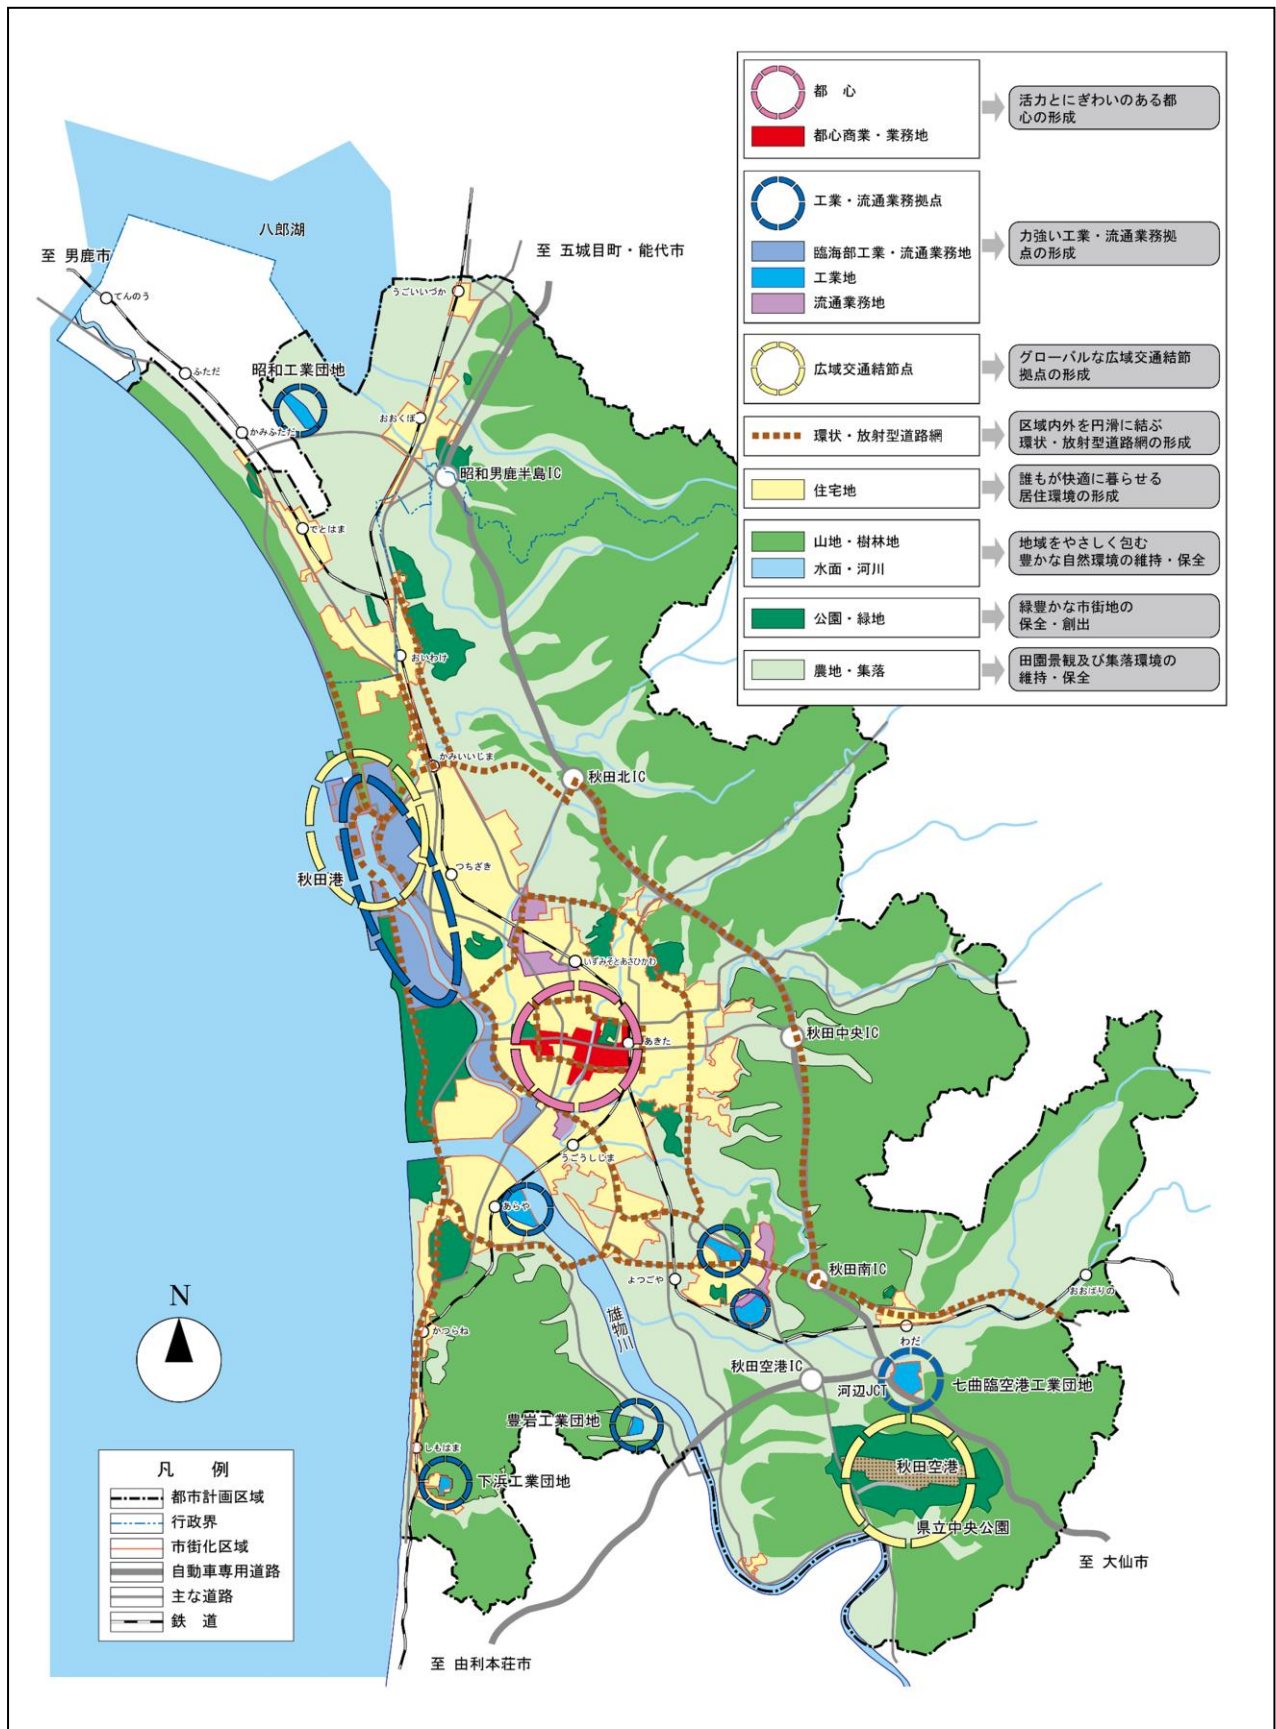 都 心
都心商業・業務地
活力とにぎわいのある都
心の形成
工業・流通業務拠点
臨海部工業・流通業務地
工業地
流通業務地
力強い工業・流通業務拠
点の形成
広域交通結節点
グローバルな広域交通結節
拠点の形成
環状・放射型道路網
区域内外を円滑に結ぶ
環状・放射型道路網の形成
住宅地
誰もが快適に暮らせる
居住環境の形成
山地・樹林地
水面・河川
地域をやさしく包む
豊かな自然環境の維持・保全
公園・緑地
緑豊かな市街地の
保全・創出
農地・集落
田園景観及び集落環境の
維持・保全
八郎湖
至 男鹿市
至 五城目町・能代市
てんのう
うごいいづか
ふただ
昭和工業団地
おおくぼ
かみふただ
昭和男鹿半島IC
でとはま
おいわけ
かみいいじま
秋田北IC
つちざき
秋田港
いずみそとあさひかわ
秋田中央IC
あきた
うごうしじま
あらや
よつごや
秋田南IC
おおばりの
雄物川
わだ
かつらね
秋田空港IC
河辺JCT
七曲臨空港工業団地
豊岩工業団地
しもはま
下浜工業団地
秋田空港
県立中央公園
至 大仙市
至 由利本荘市
N
凡 例
都市計画区域
行政界
市街化区域
自動車専用道路
主な道路
鉄 道